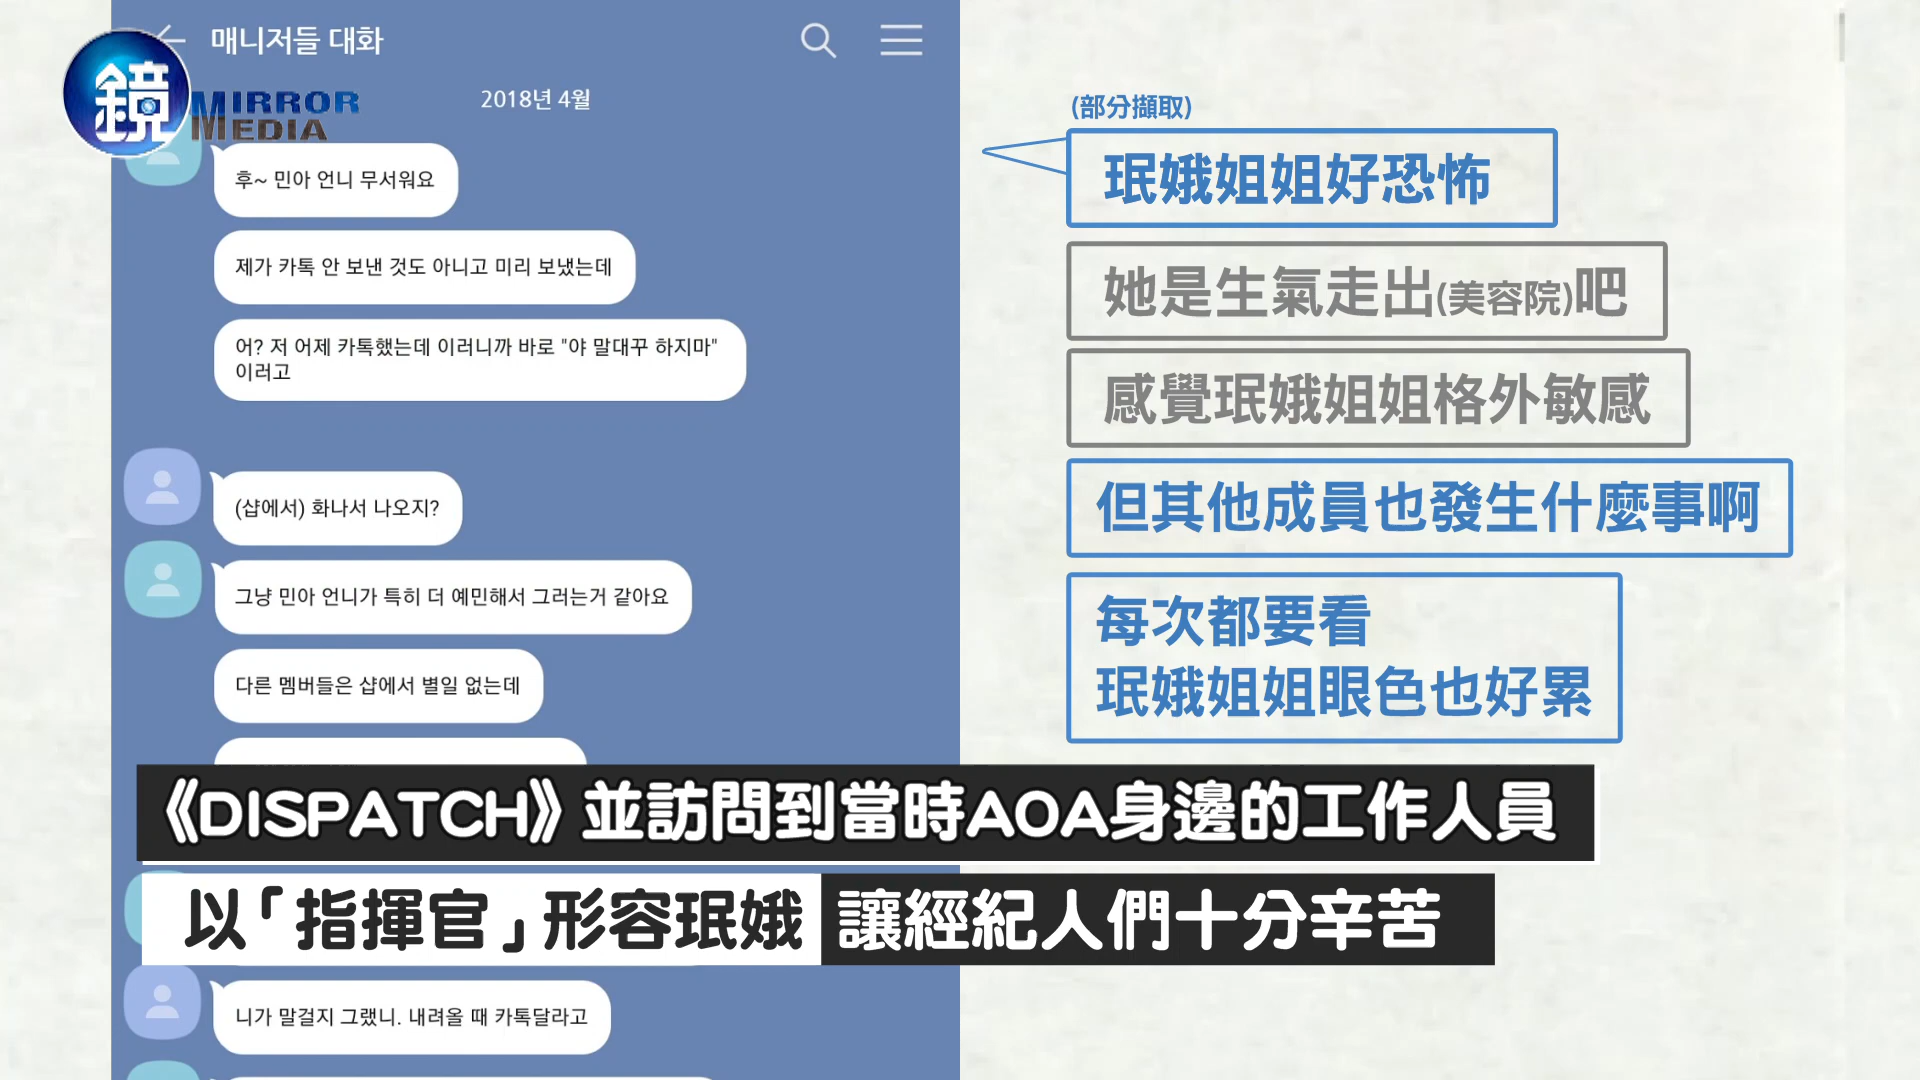 매니저들 대화
鏡
MIRROR
MEDIA
2018년 4월
후~ 민아 언니 무서워요
제가 카톡 안 보낸 것도 아니고 미리 보냈는데
어? 저 어제 카톡했는데 이러니까 바로 "야 말대꾸 하지마"
이러고
(샵에서) 화나서 나오지?
그냥 민아 언니가 특히 더 예민해서 그러는거 같아요
다른 멤버들은 샵에서 별일 없는데
니가 말걸지 그랬니. 내려올 때 카톡달라고
(部分擷取)
珉娥姐姐好恐怖
她是生氣走出(美容院)吧
感覺珉娥姐姐格外敏感
但其他成員也發生什麼事啊
每次都要看
珉娥姐姐眼色也好累
《DISPATCH》並訪問到當時AOA身邊的工作人員
以「指揮官」形容珉娥 讓經紀人們十分辛苦